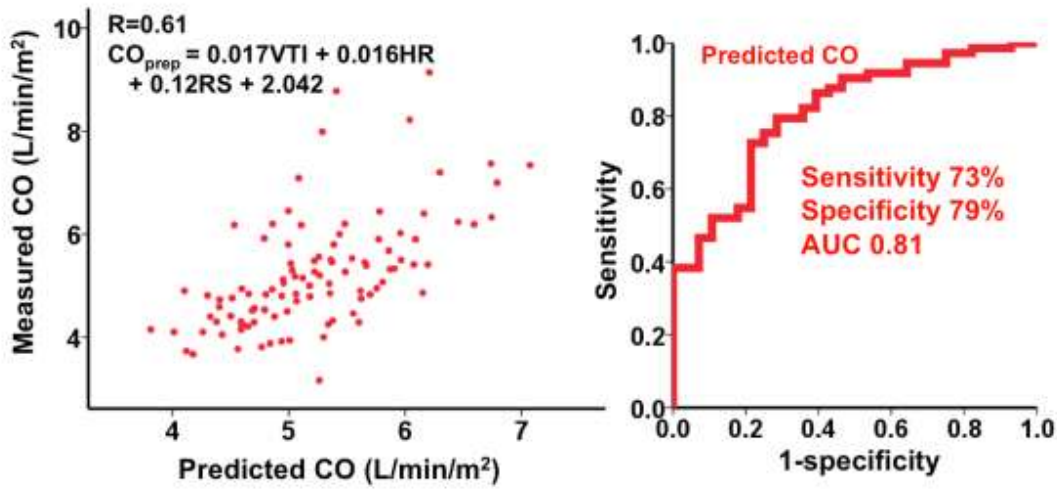 R=0.61
COprep = 0.017VTI + 0.016HR
+ 0.12RS + 2.042
Measured CO (L/min/m²)
10
8
6
4
4 5 6 7
Predicted CO (L/min/m²)
Predicted CO
Sensitivity 73%
Specificity 79%
AUC 0.81
Sensitivity
1.0
0.8
0.6
0.4
0.2
0.0
0.0 0.2 0.4 0.6 0.8 1.0
1-specificity